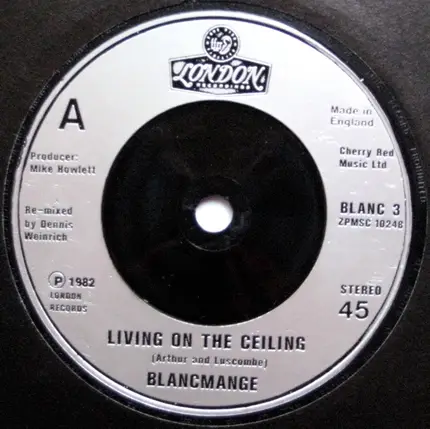 LONDON
RECORDINGS
A
Made in
England
Producer:
Mike Howlett
Cherry Red
Music Ltd
Re-mixed
by Dennis
Weinrich
BLANC 3
ZPMSC 10248
Ⓟ 1982
LONDON
RECORDS
STEREO
45
LIVING ON THE CEILING
(Arthur and Luscombe)
BLANCMANGE